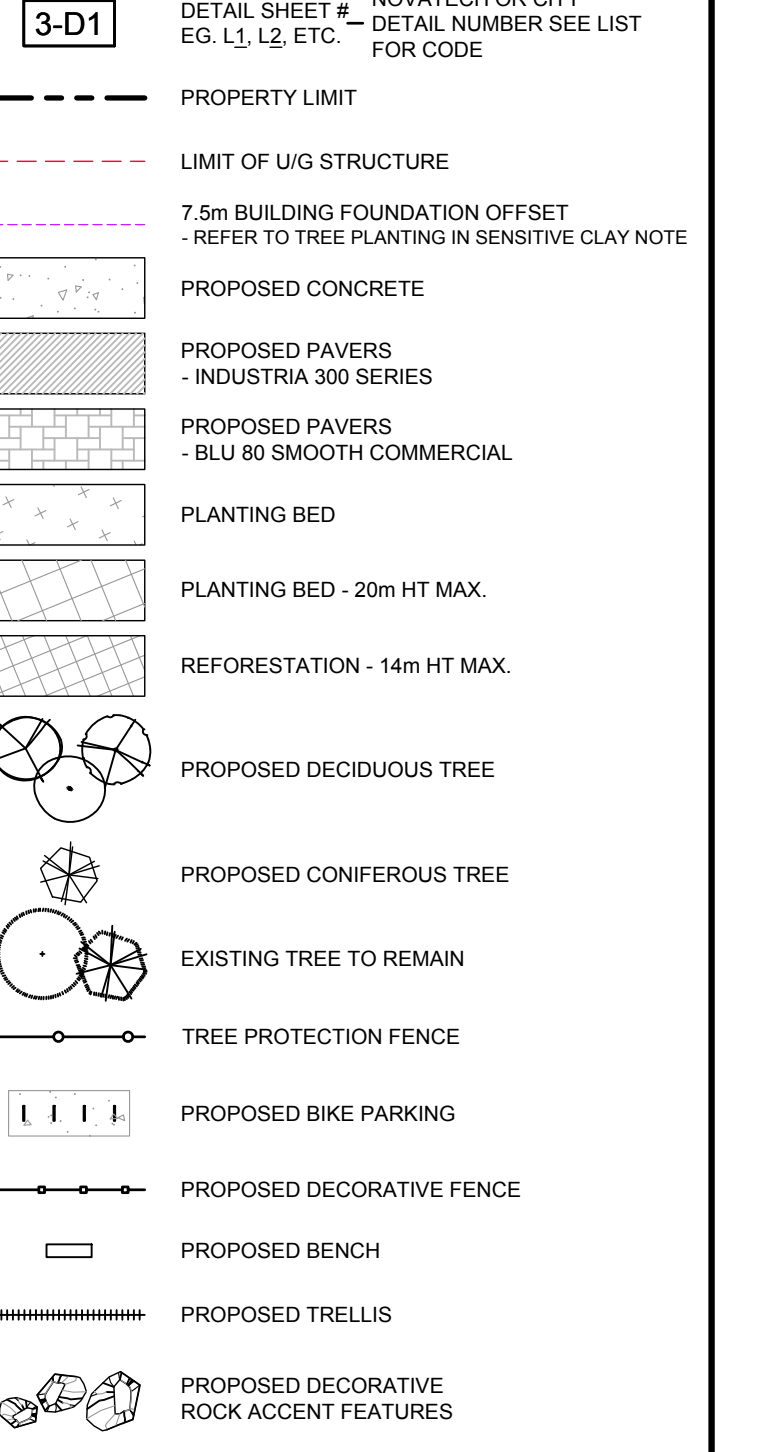 NOVATECH OR CITY
3-D1
DETAIL SHEET #
DETAIL NUMBER SEE LIST
EG. L1, L2, ETC.
FOR CODE
PROPERTY LIMIT
LIMIT OF U/G STRUCTURE
7.5m BUILDING FOUNDATION OFFSET
- REFER TO TREE PLANTING IN SENSITIVE CLAY NOTE
PROPOSED CONCRETE
PROPOSED PAVERS
- INDUSTRIA 300 SERIES
PROPOSED PAVERS
- BLU 80 SMOOTH COMMERCIAL
PLANTING BED
PLANTING BED - 20m HT MAX.
REFORESTATION - 14m HT MAX.
PROPOSED DECIDUOUS TREE
PROPOSED CONIFEROUS TREE
EXISTING TREE TO REMAIN
TREE PROTECTION FENCE
PROPOSED BIKE PARKING
PROPOSED DECORATIVE FENCE
PROPOSED BENCH
PROPOSED TRELLIS
PROPOSED DECORATIVE
ROCK ACCENT FEATURES